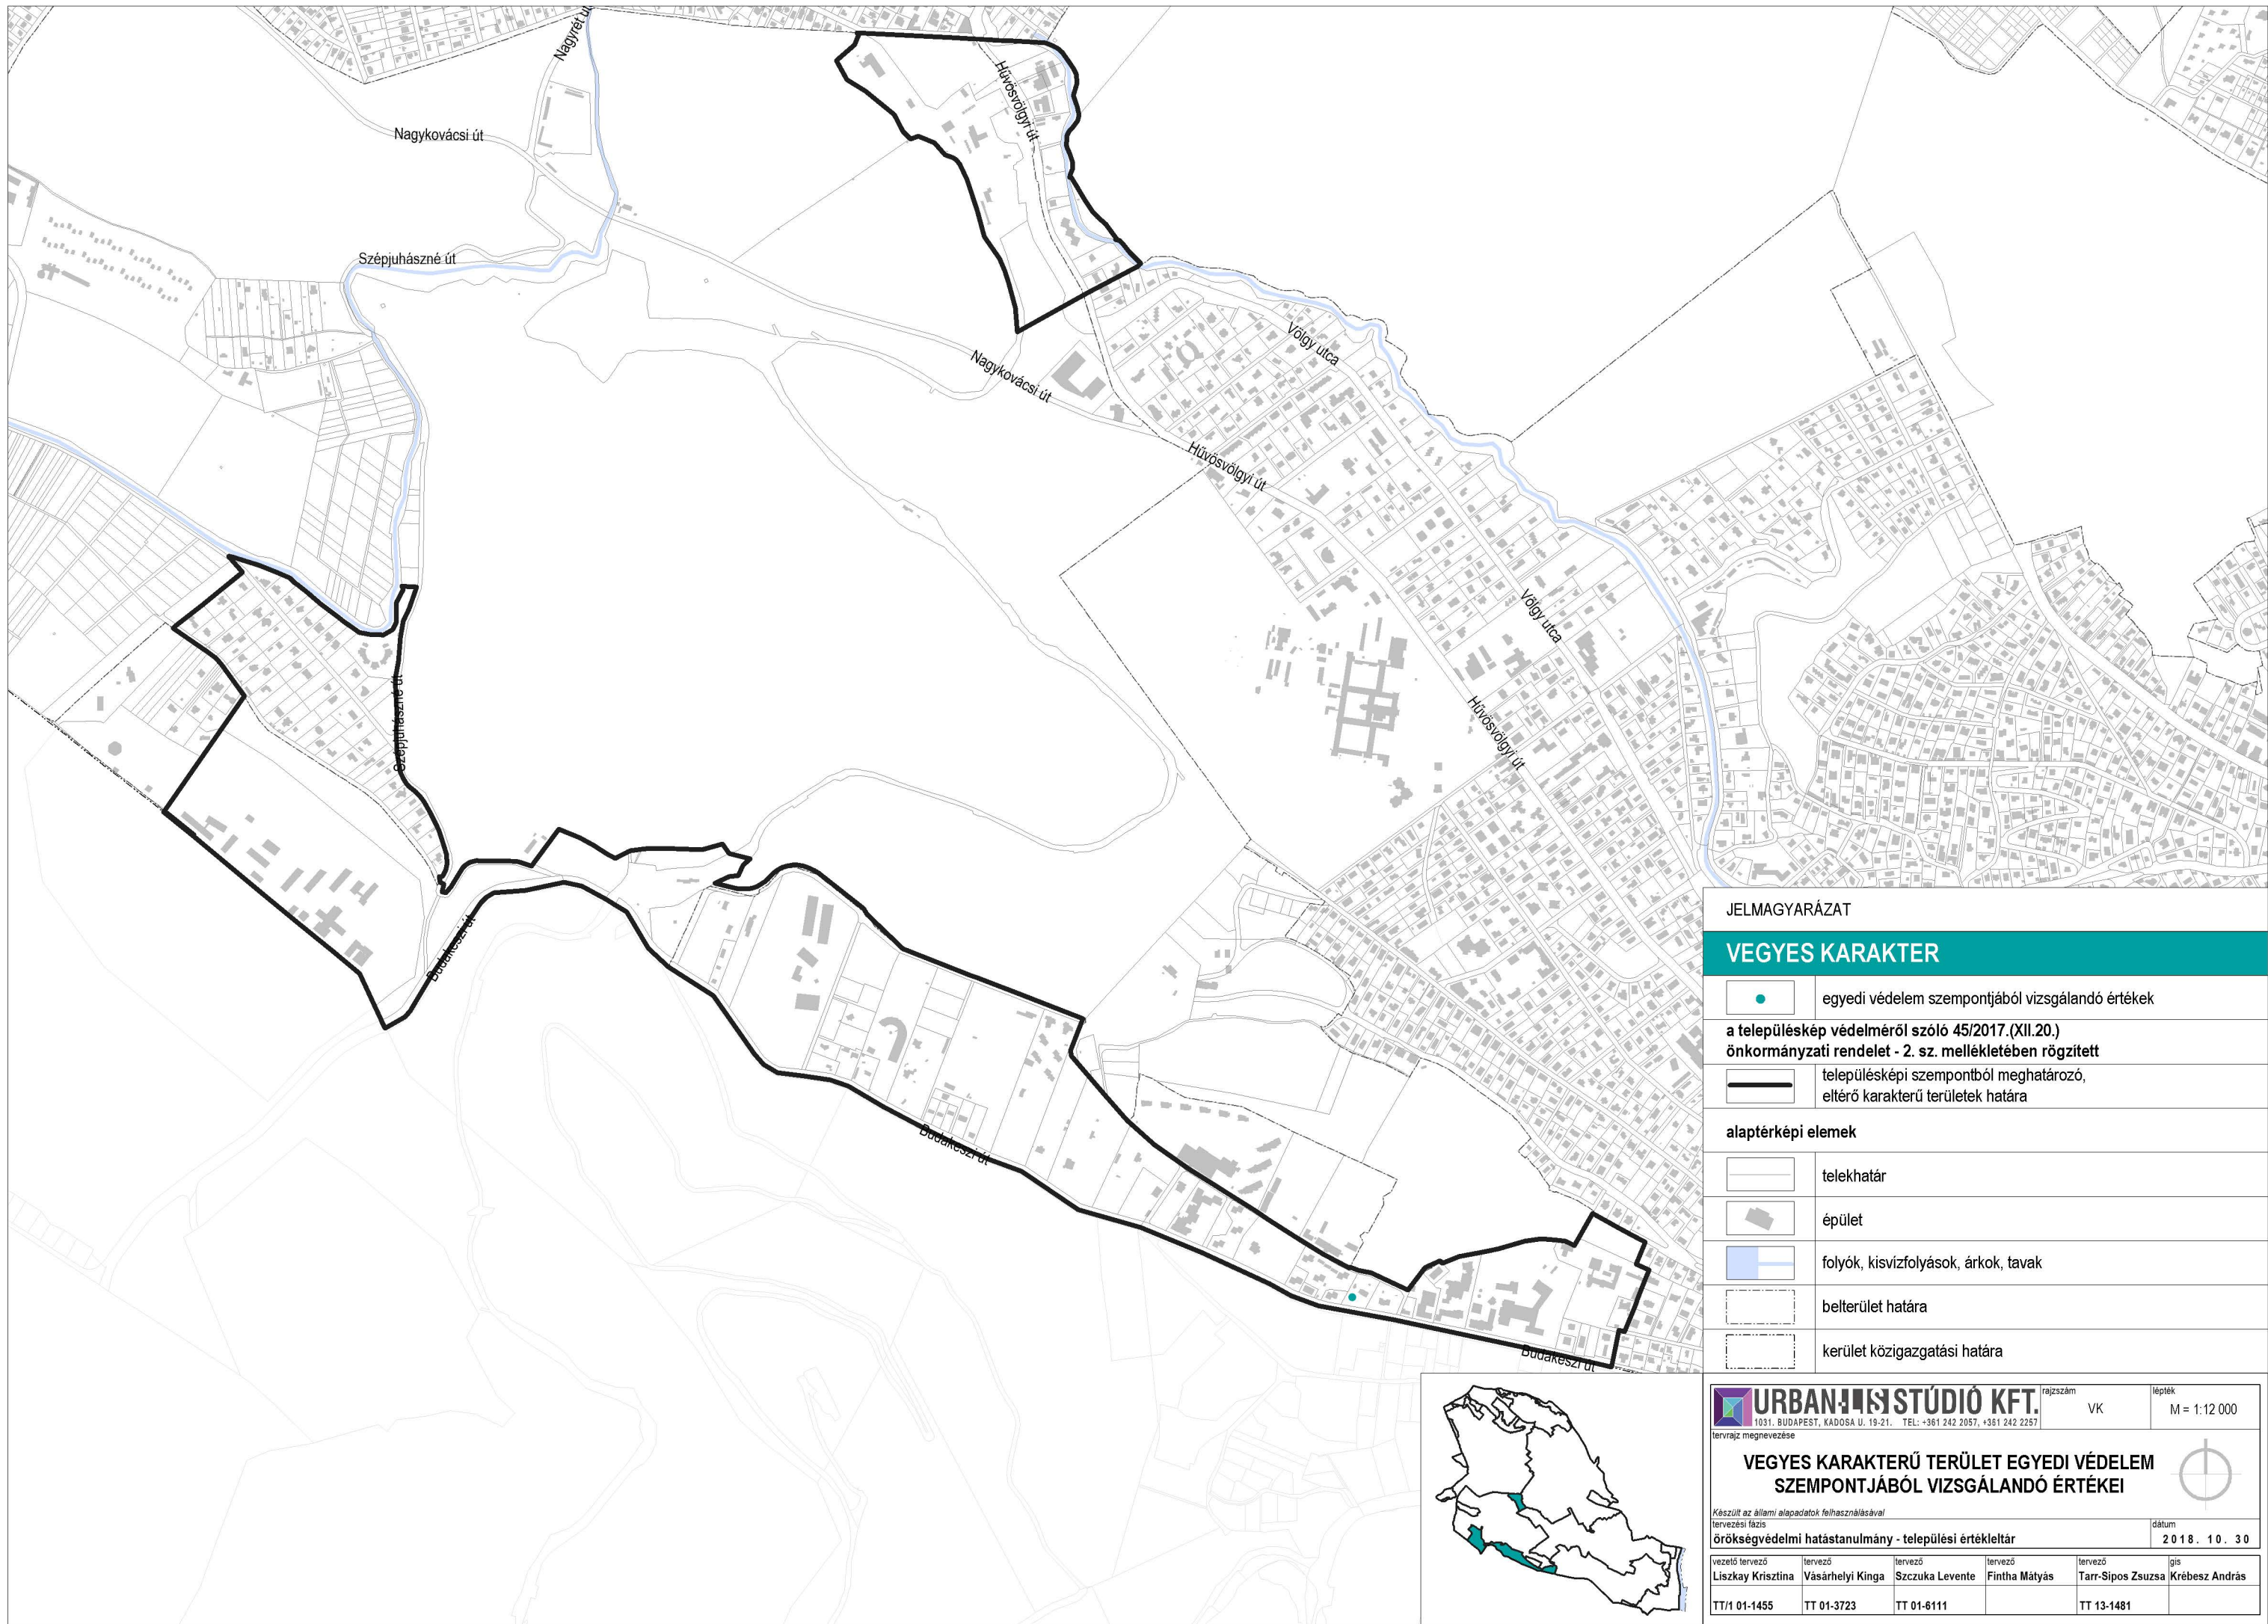 Nagyrét út
Hűvösvölgyi út
Nagykovácsi út
Szépjuhászné út
Völgy utca
Nagykovácsi út
Hűvösvölgyi út
Völgy utca
Szépjuhászné út
Hűvösvölgyi út
Budakeszi út
Budakeszi út
Budakeszi út
JELMAGYARÁZAT
VEGYES KARAKTER
egyedi védelem szempontjából vizsgálandó értékek
a településkép védelméről szóló 45/2017.(XII.20.)
önkormányzati rendelet - 2. sz. mellékletében rögzített
településképi szempontból meghatározó,
eltérő karakterű területek határa
alaptérképi elemek
telekhatár
épület
folyók, kisvízfolyások, árkok, tavak
belterület határa
kerület közigazgatási határa
URBAN-LIS STÚDIÓ KFT.
1031. BUDAPEST, KADOSA U. 19-21. TEL: +361 242 2057, +361 242 2257
rajzszám
VK
lépték
M = 1:12 000
tervrajz megnevezése
VEGYES KARAKTERŰ TERÜLET EGYEDI VÉDELEM
SZEMPONTJÁBÓL VIZSGÁLANDÓ ÉRTÉKEI
Készült az állami alapadatok felhasználásával
tervezési fázis
örökségvédelmi hatástanulmány - települési értékleltár
dátum
2018. 10. 30
vezető tervező tervező tervező tervező tervező gis
Liszkay Krisztina Vásárhelyi Kinga Szczuka Levente Fintha Mátyás Tarr-Sipos Zsuzsa Krébesz András
TT/1 01-1455 TT 01-3723 TT 01-6111 TT 13-1481